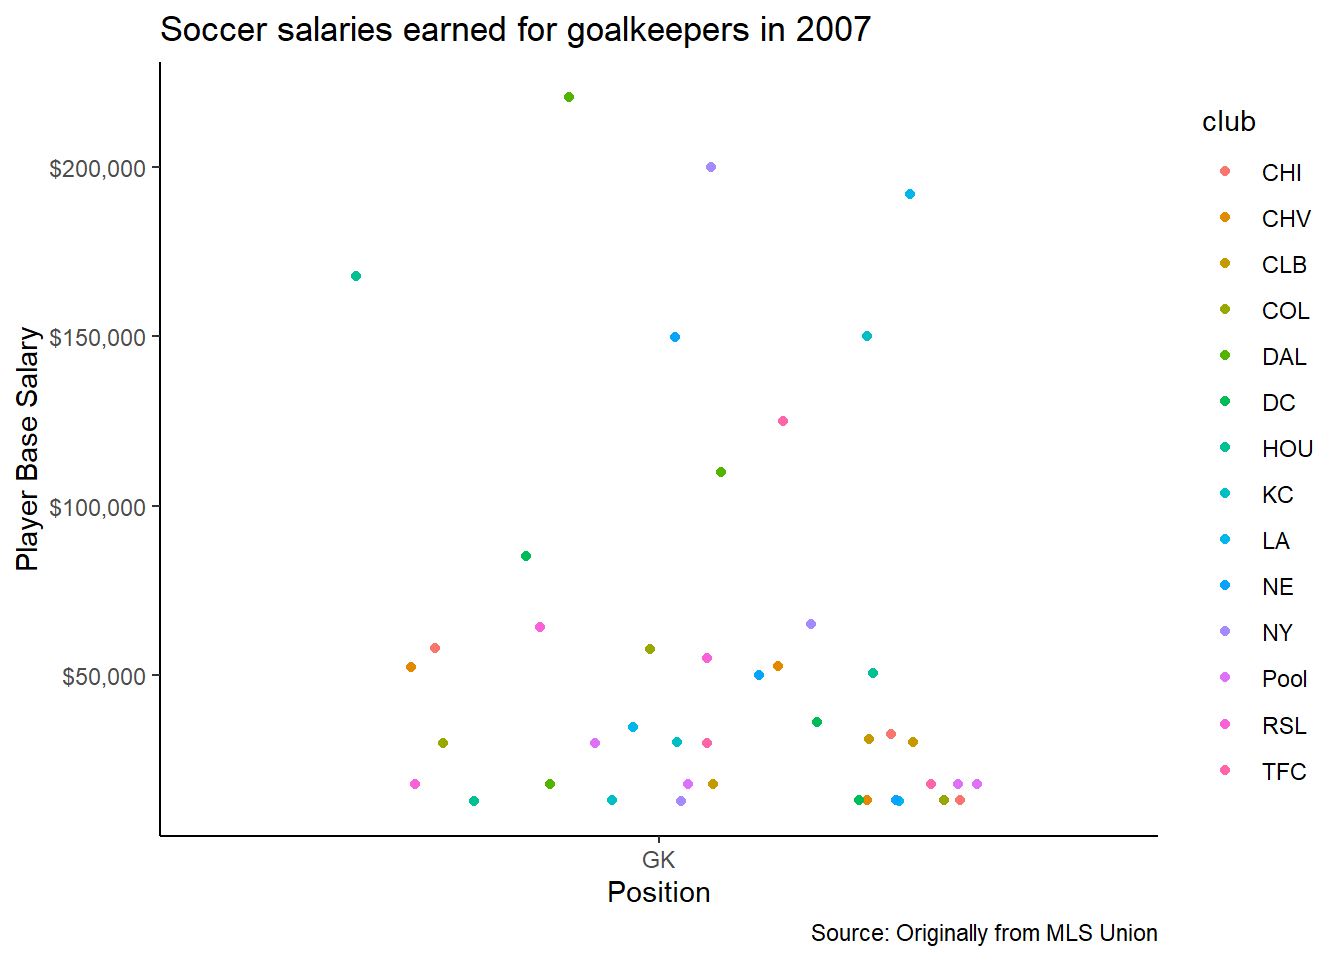 Soccer salaries earned for goalkeepers in 2007
Player Base Salary
$200,000
$150,000
$100,000
$50,000
GK
Position
club
CHI
CHV
CLB
COL
DAL
DC
HOU
KC
LA
NE
NY
Pool
RSL
TFC
Source: Originally from MLS Union